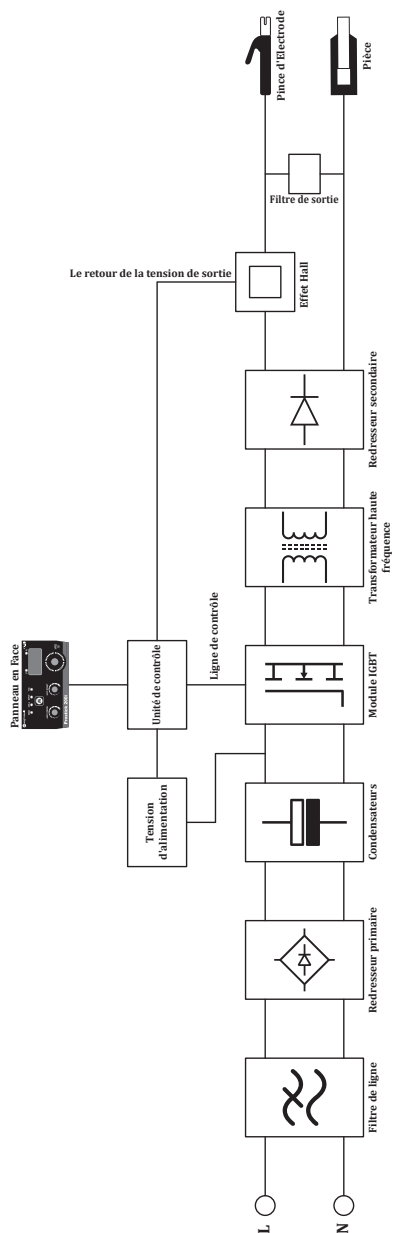 Pince d'Electrode
Pièce
Filtre de sortie
Le retour de la tension de sortie
Effet Hall
Redresseur secondaire
Transformateur haute
fréquence
Panneau en Face
Unité de contrôle
Ligne de contrôle
Module IGBT
Tension
d'alimentation
Condensateurs
Redresseur primaire
Filtre de ligne
L
N